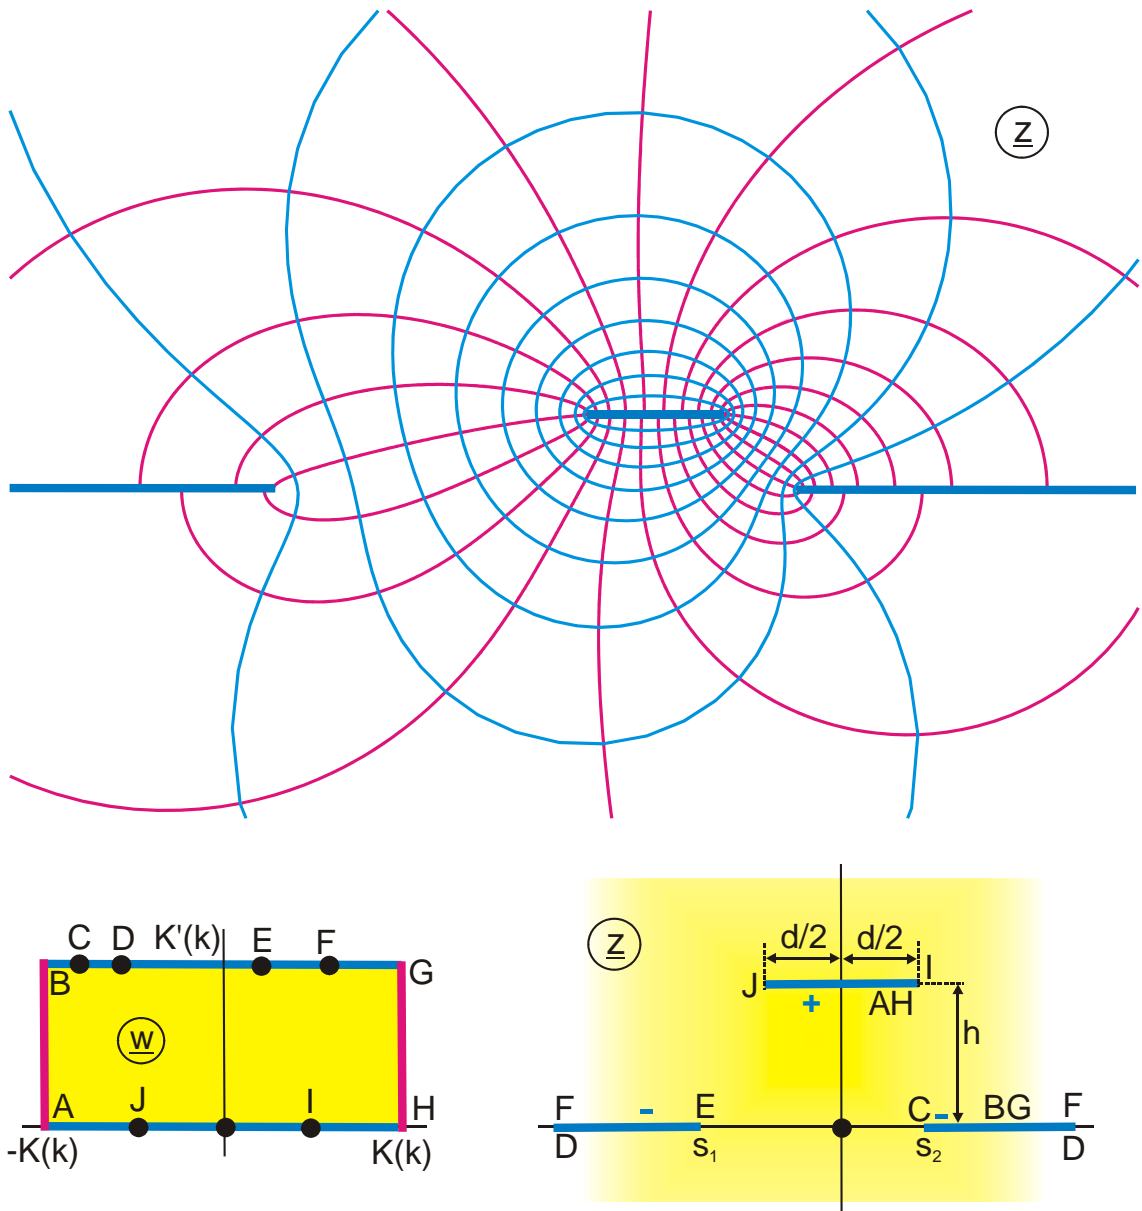 z
C D K'(k) E F
B G
w
A J I H
-K(k) K(k)
z
d/2 d/2
J I
+ AH
h
F - E C - BG F
D s₁ s₂ D